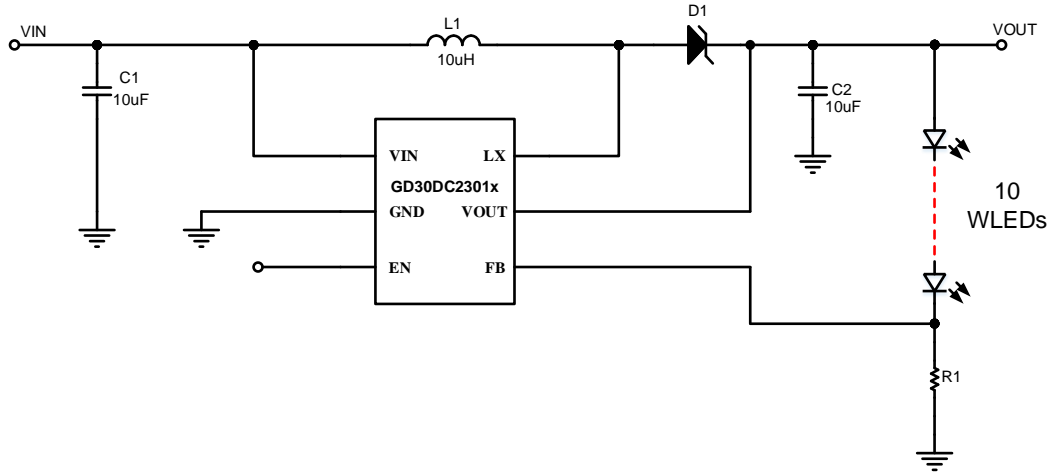 VIN
L1
10uH
D1
VOUT
C1
10uF
C2
10uF
VIN
LX
GD30DC2301x
GND
VOUT
EN
FB
10
WLEDs
R1